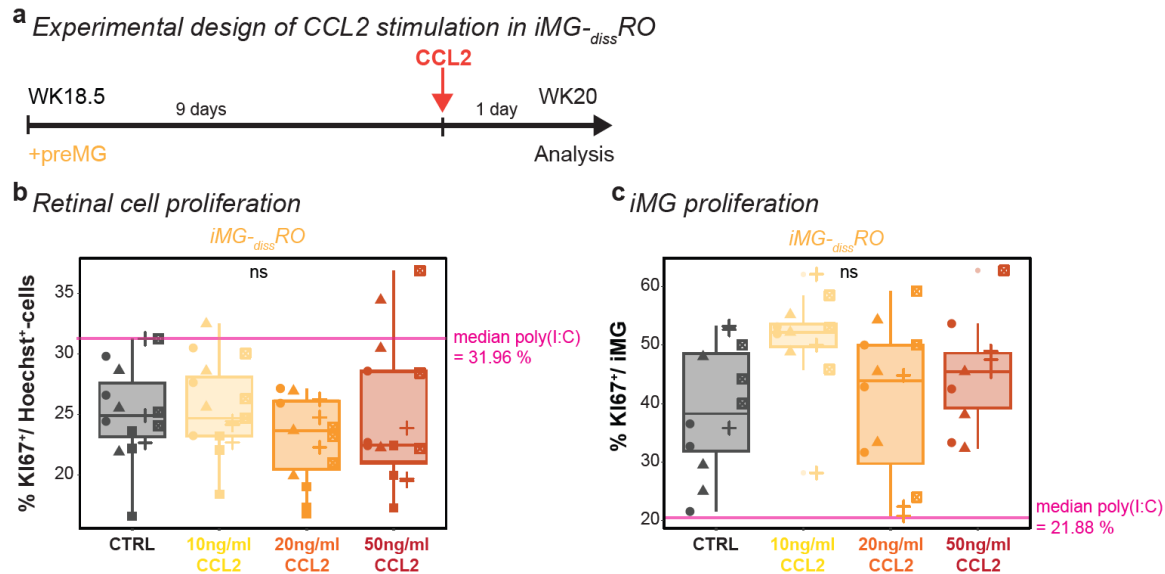 a Experimental design of CCL2 stimulation in iMG-dissRO
CCL2
WK18.5 WK20
9 days 1 day
+preMG Analysis
b Retinal cell proliferation
iMG-dissRO
ns
% KI67⁺/ Hoechst⁺-cells
35
30
25
20
median poly(I:C)
= 31.96 %
CTRL 10ng/ml 20ng/ml 50ng/ml
CCL2 CCL2 CCL2
c iMG proliferation
iMG-dissRO
ns
% KI67⁺/ iMG
60
50
40
30
20
median poly(I:C)
= 21.88 %
CTRL 10ng/ml 20ng/ml 50ng/ml
CCL2 CCL2 CCL2